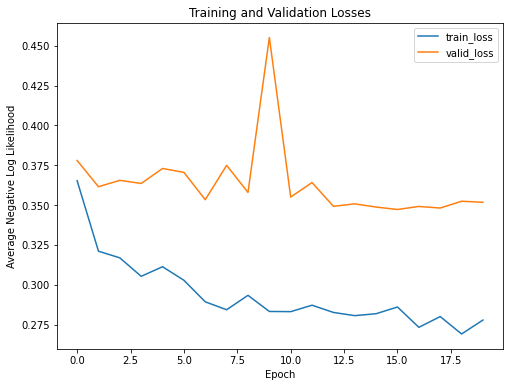 Training and Validation Losses
train_loss
valid_loss
Average Negative Log Likelihood
0.450
0.425
0.400
0.375
0.350
0.325
0.300
0.275
0.0 2.5 5.0 7.5 10.0 12.5 15.0 17.5
Epoch